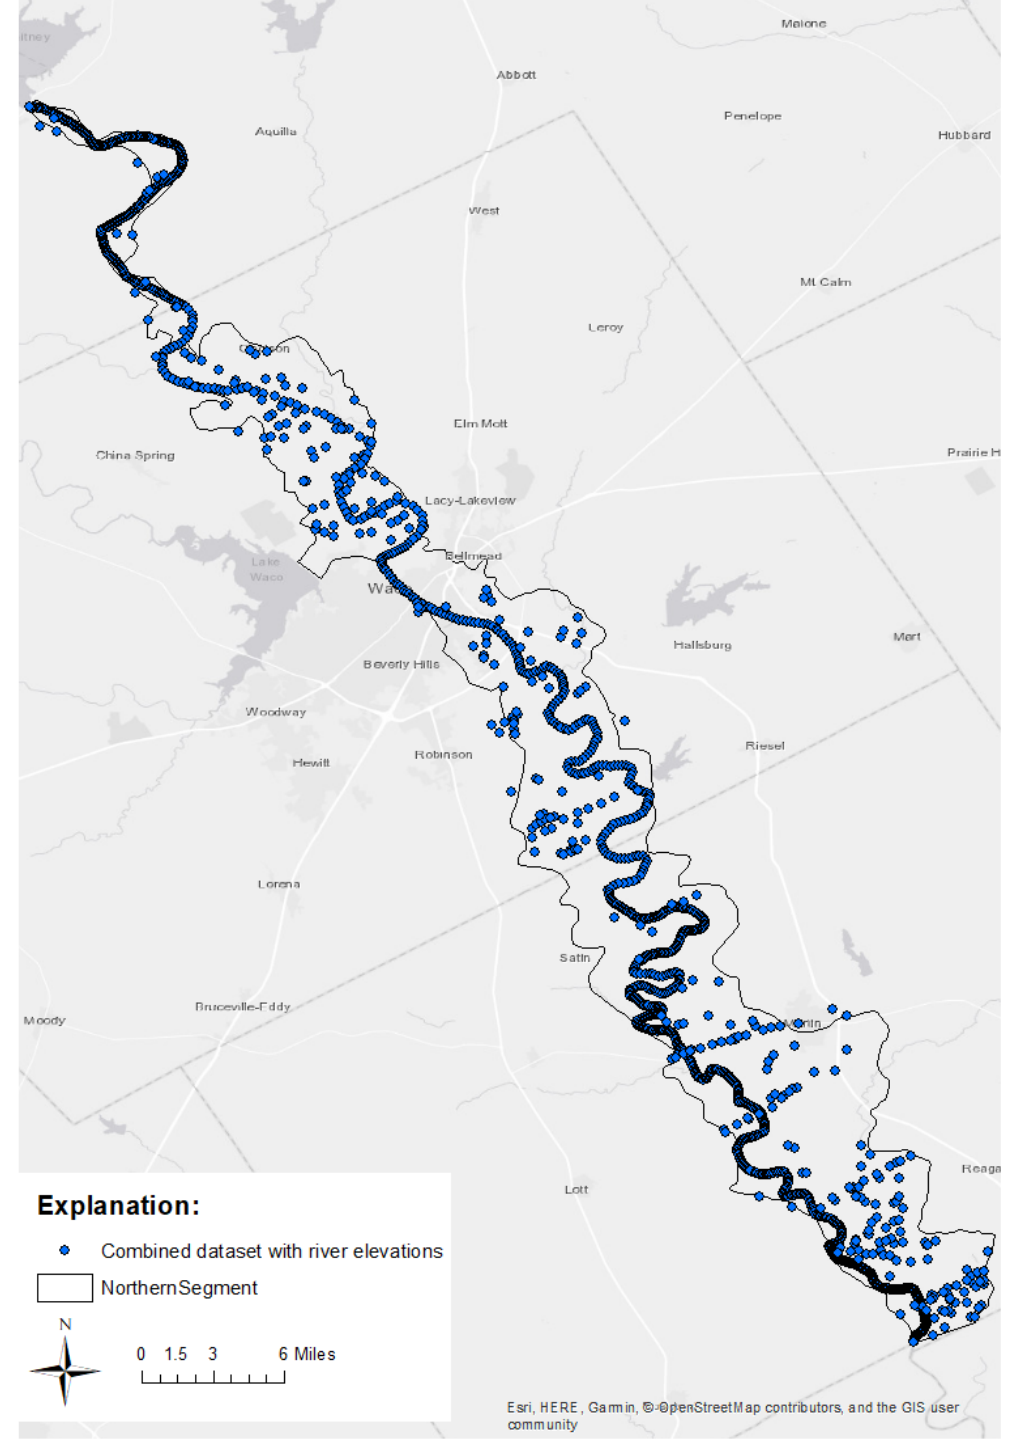 itney
Malone
Abbott
Penelope
Aquilla
Hubbard
West
Mt Calm
Leroy
Elm Mott
China Spring
Prairie H
Lacy-Lakeview
Bellmead
Lake
Waco
Hallsburg
Mart
Beverly Hills
Woodway
Riesel
Robinson
Hewitt
Lorena
Satin
Bruceville-Eddy
Moody
Lott
Reaga
Explanation:
Combined dataset with river elevations
NorthernSegment
N
0 1.5 3 6 Miles
Esri, HERE, Garmin, © OpenStreetMap contributors, and the GIS user
community